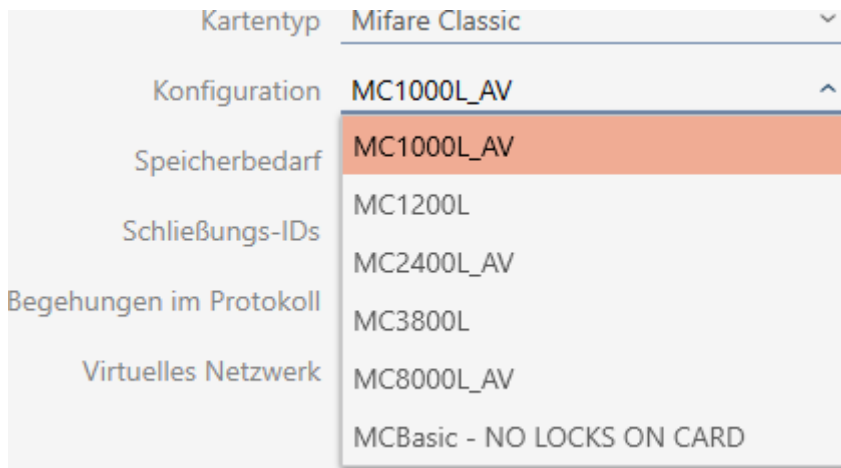 Kartentyp Mifare Classic
Konfiguration MC1000L_AV
MC1000L_AV
Speicherbedarf
MC1200L
Schließungs-IDs
MC2400L_AV
Begehungen im Protokoll
MC3800L
Virtuelles Netzwerk
MC8000L_AV
MCBasic - NO LOCKS ON CARD